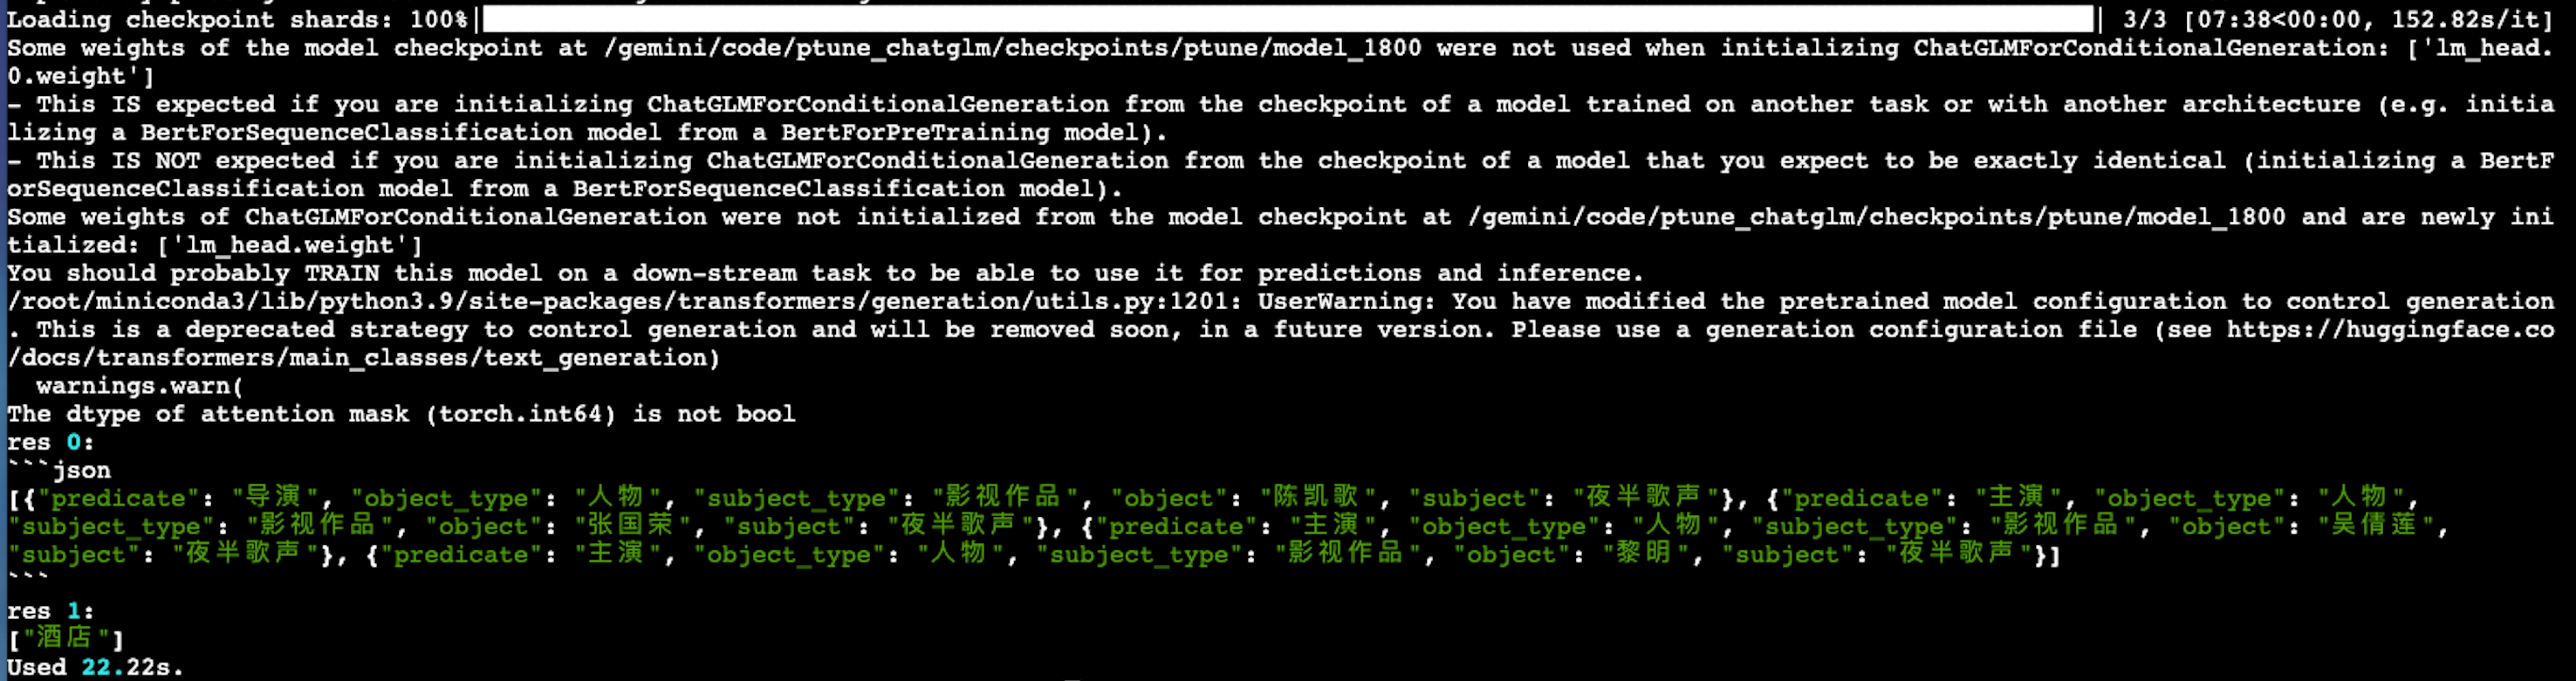 Loading checkpoint shards: 100%|██████████| 3/3 [07:38<00:00, 152.82s/it]
Some weights of the model checkpoint at /gemini/code/ptune_chatglm/checkpoints/ptune/model_1800 were not used when initializing ChatGLMForConditionalGeneration: ['lm_head.
0.weight']
- This IS expected if you are initializing ChatGLMForConditionalGeneration from the checkpoint of a model trained on another task or with another architecture (e.g. initia
lizing a BertForSequenceClassification model from a BertForPreTraining model).
- This IS NOT expected if you are initializing ChatGLMForConditionalGeneration from the checkpoint of a model that you expect to be exactly identical (initializing a BertF
orSequenceClassification model from a BertForSequenceClassification model).
Some weights of ChatGLMForConditionalGeneration were not initialized from the model checkpoint at /gemini/code/ptune_chatglm/checkpoints/ptune/model_1800 and are newly ini
tialized: ['lm_head.weight']
You should probably TRAIN this model on a down-stream task to be able to use it for predictions and inference.
/root/miniconda3/lib/python3.9/site-packages/transformers/generation/utils.py:1201: UserWarning: You have modified the pretrained model configuration to control generation
. This is a deprecated strategy to control generation and will be removed soon, in a future version. Please use a generation configuration file (see https://huggingface.co
/docs/transformers/main_classes/text_generation)
  warnings.warn(
The dtype of attention mask (torch.int64) is not bool
res 0:
```json
[{"predicate": "导演", "object_type": "人物", "subject_type": "影视作品", "object": "陈凯歌", "subject": "夜半歌声"}, {"predicate": "主演", "object_type": "人物",
"subject_type": "影视作品", "object": "张国荣", "subject": "夜半歌声"}, {"predicate": "主演", "object_type": "人物", "subject_type": "影视作品", "object": "吴倩莲",
"subject": "夜半歌声"}, {"predicate": "主演", "object_type": "人物", "subject_type": "影视作品", "object": "黎明", "subject": "夜半歌声"}]
```
res 1:
["酒店"]
Used 22.22s.